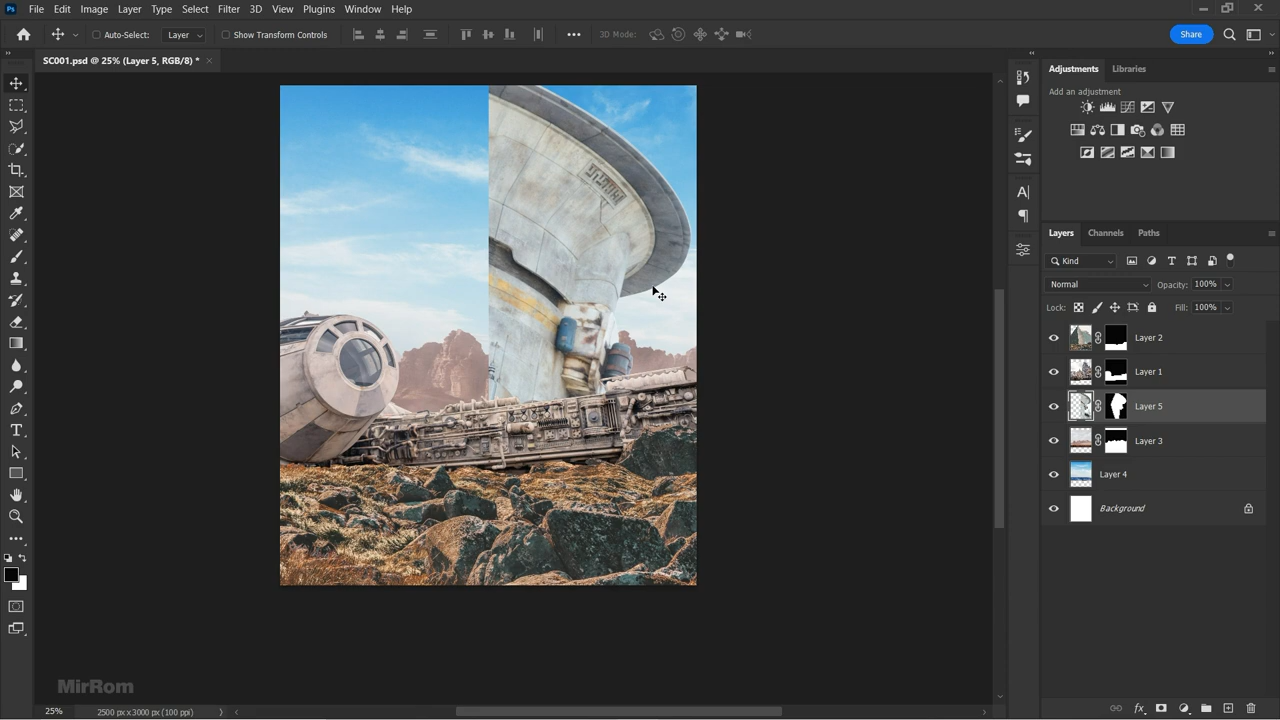 Ps File Edit Image Layer Type Select Filter 3D View Plugins Window Help
Auto-Select: Layer Show Transform Controls 3D Mode: Share
SC001.psd @ 25% (Layer 5, RGB/8) *
Adjustments Libraries
Add an adjustment
Layers Channels Paths
Kind
Normal Opacity: 100%
Lock: Fill: 100%
Layer 2
Layer 1
Layer 5
Layer 3
Layer 4
Background
MirRom
25% 2500 px x 3000 px (100 ppi)